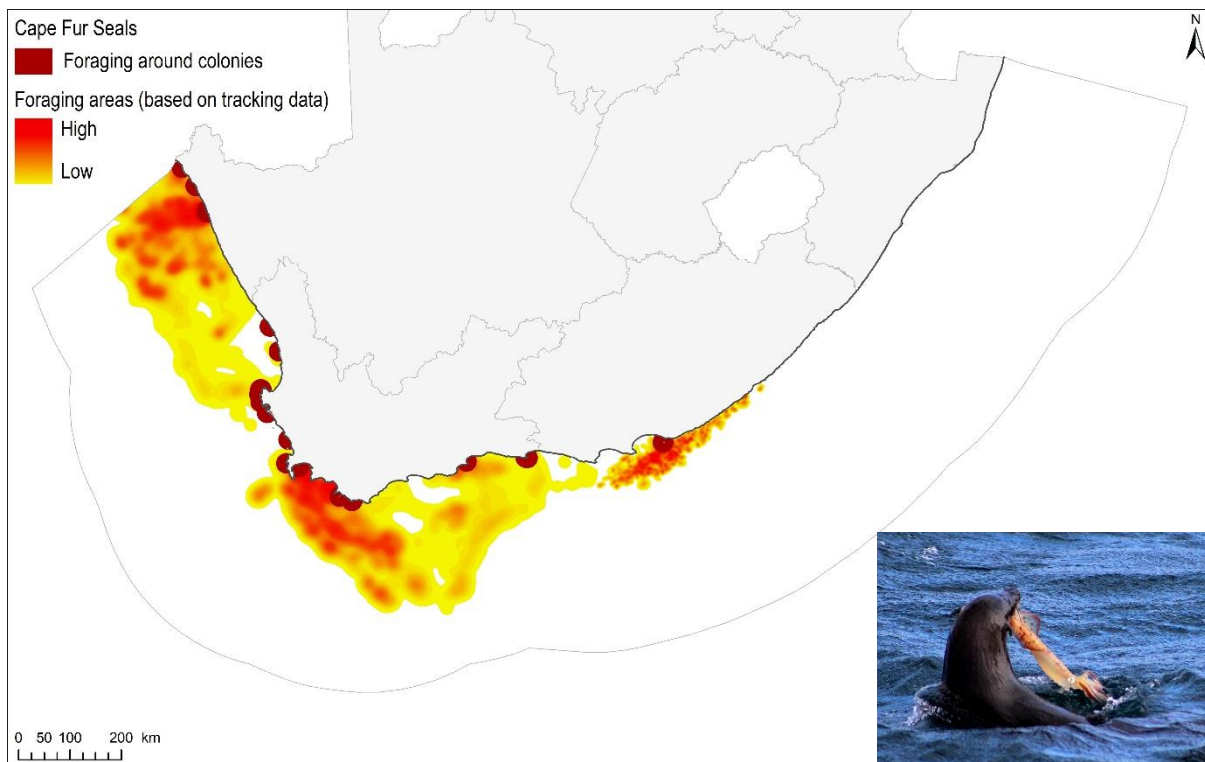 Cape Fur Seals
Foraging around colonies
Foraging areas (based on tracking data)
High
Low
N
0 50 100 200 km